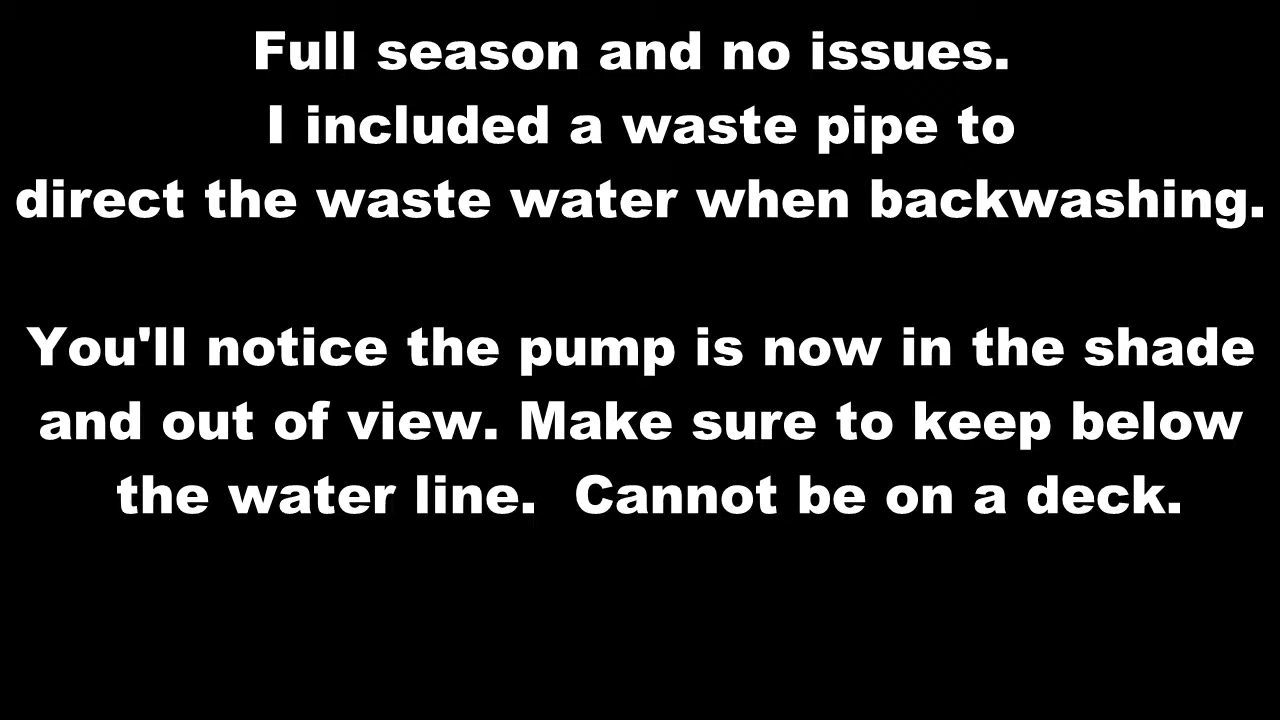 Full season and no issues.
I included a waste pipe to
direct the waste water when backwashing.
You'll notice the pump is now in the shade
and out of view. Make sure to keep below
the water line.  Cannot be on a deck.